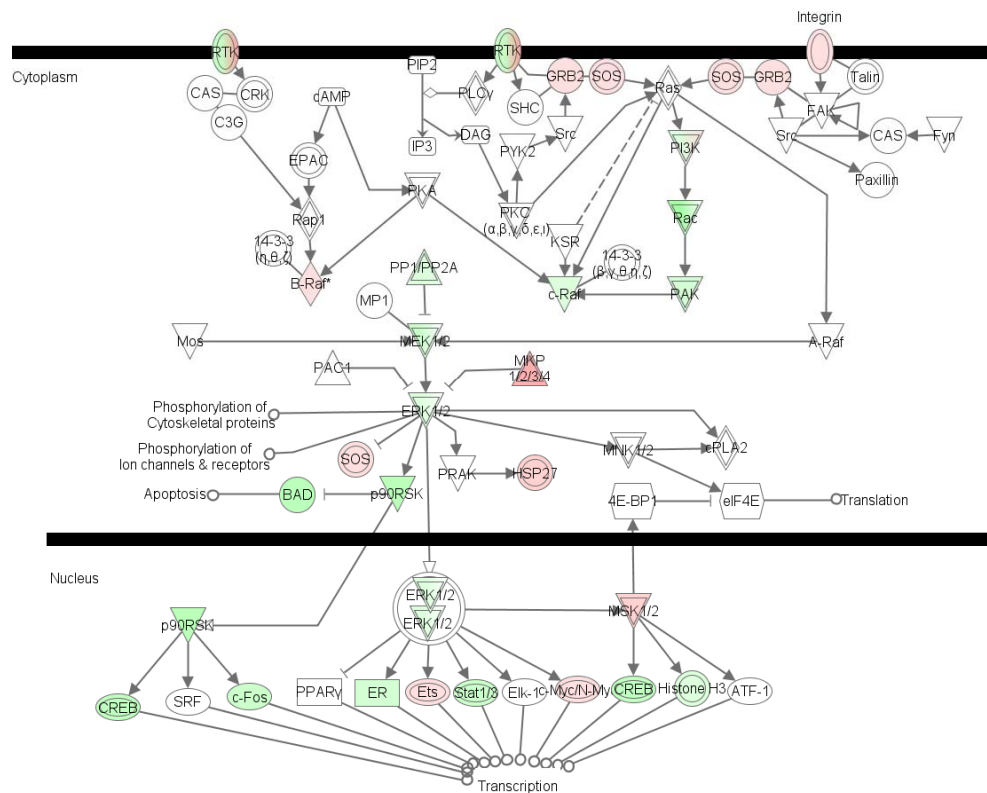 Integrin
RTK
RTK
Cytoplasm
PIP2
GRB2
SOS
SOS
GRB2
Talin
CAS
CRK
cAMP
PLCγ
Ras
FAK
C3G
SHC
IP3
DAG
Src
PYK2
PI3K
Src
CAS
Fyn
EPAC
PKA
Paxillin
Rap1
PKC
(α,β,γ,δ,ε,ι)
Rac
14-3-3
(η,θ,ζ)
KSR
14-3-3
(β,γ,θ,η,ζ)
B-Raf*
PP1/PP2A
c-Raf
PAK
MP1
Mos
MEK1/2
A-Raf
PAC1
MKP
1/2/3/4
ERK1/2
Phosphorylation of
Cytoskeletal proteins
Phosphorylation of
Ion channels & receptors
SOS
PRAK
HSP27
MNK1/2
cPLA2
Apoptosis
BAD
p90RSK
4E-BP1
eIF4E
Translation
Nucleus
ERK1/2
ERK1/2
p90RSK
MSK1/2
CREB
SRF
c-Fos
PPARγ
ER
Ets
Stat1/3
Elk-1
c-Myc/N-My
CREB
Histone H3
ATF-1
Transcription